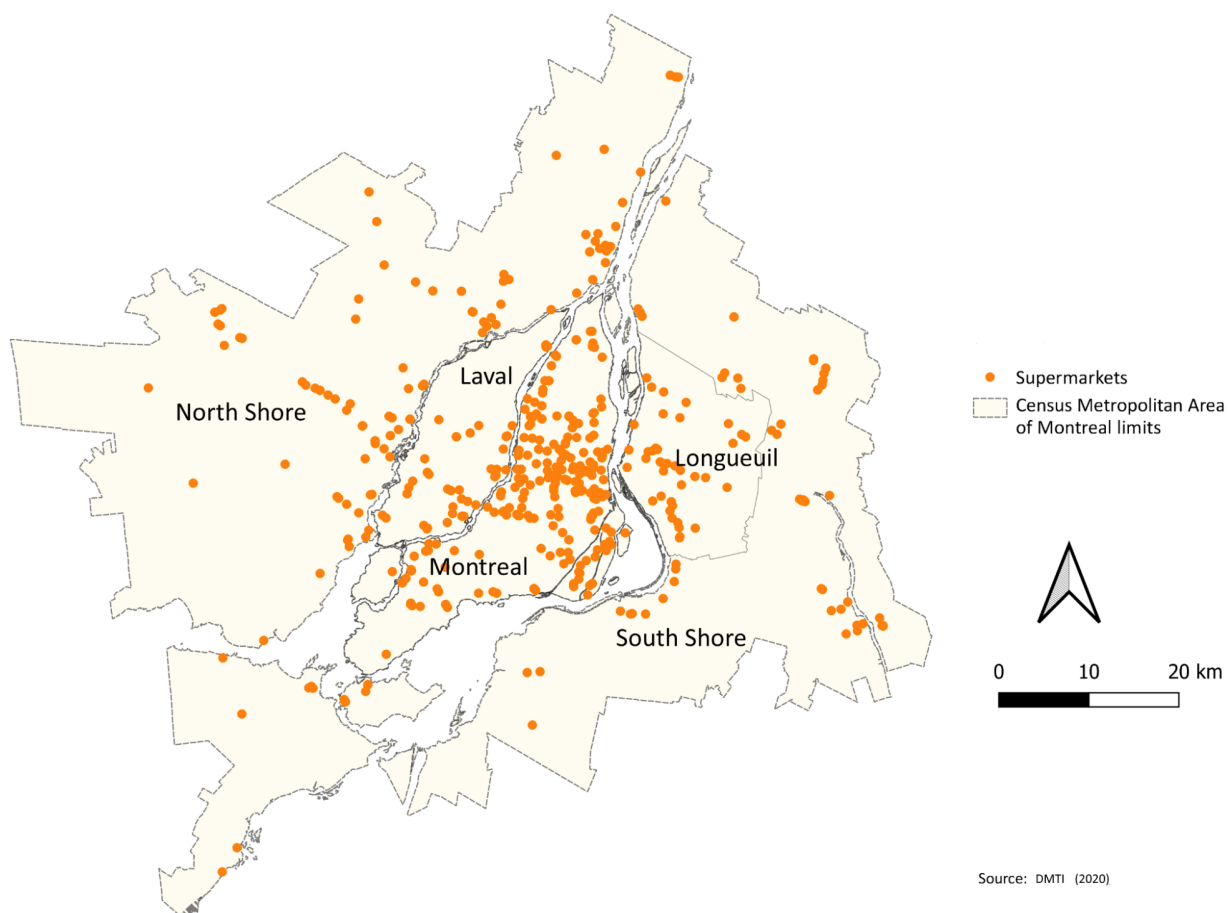 Laval
North Shore
Longueuil
Montreal
South Shore
Supermarkets
Census Metropolitan Area
of Montreal limits
0 10 20 km
Source: DMTI (2020)